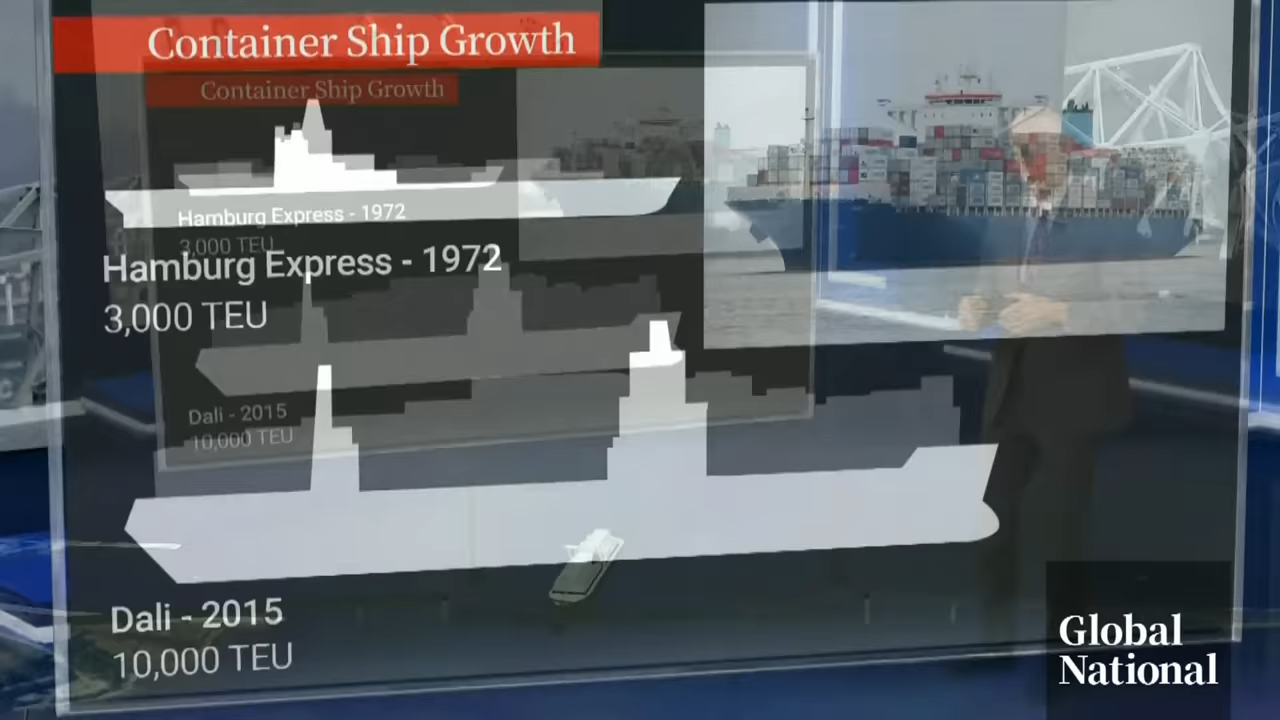 Container Ship Growth
Container Ship Growth
Hamburg Express - 1972
3,000 TEU
Hamburg Express - 1972
3,000 TEU
Dali - 2015
10,000 TEU
Dali - 2015
10,000 TEU
Global
National